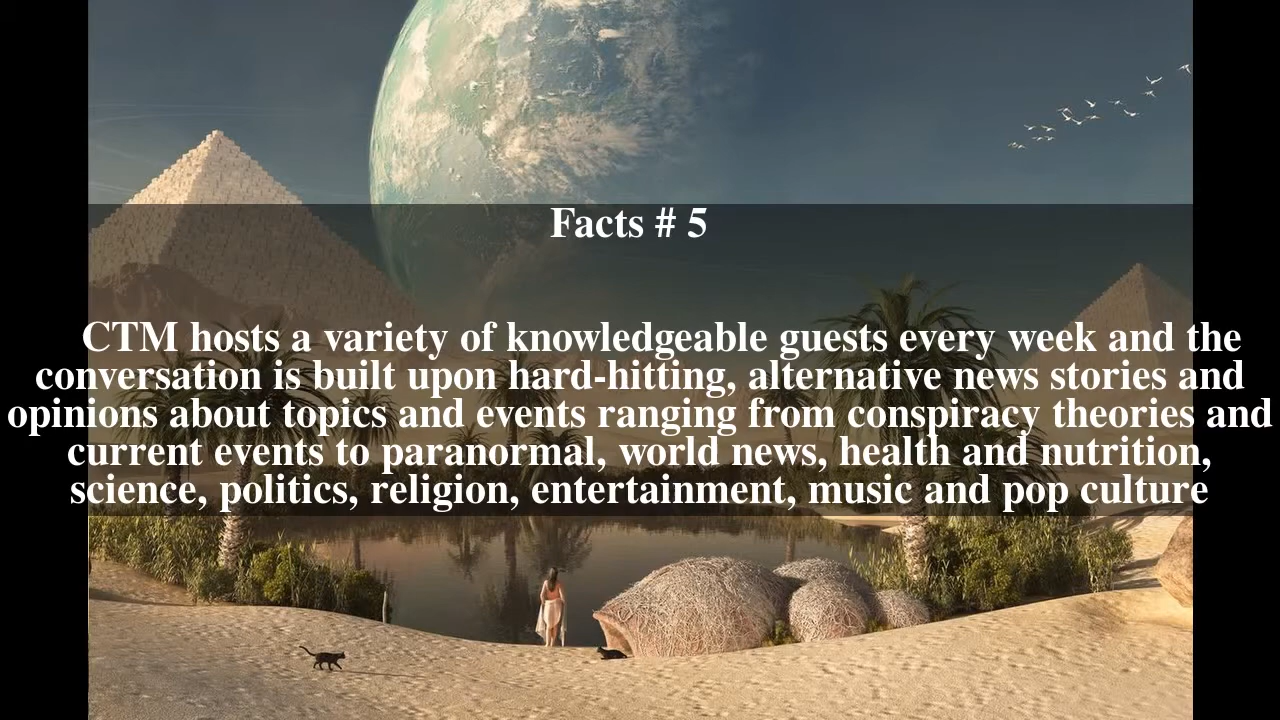 Facts # 5
CTM hosts a variety of knowledgeable guests every week and the
conversation is built upon hard-hitting, alternative news stories and
opinions about topics and events ranging from conspiracy theories and
current events to paranormal, world news, health and nutrition,
science, politics, religion, entertainment, music and pop culture